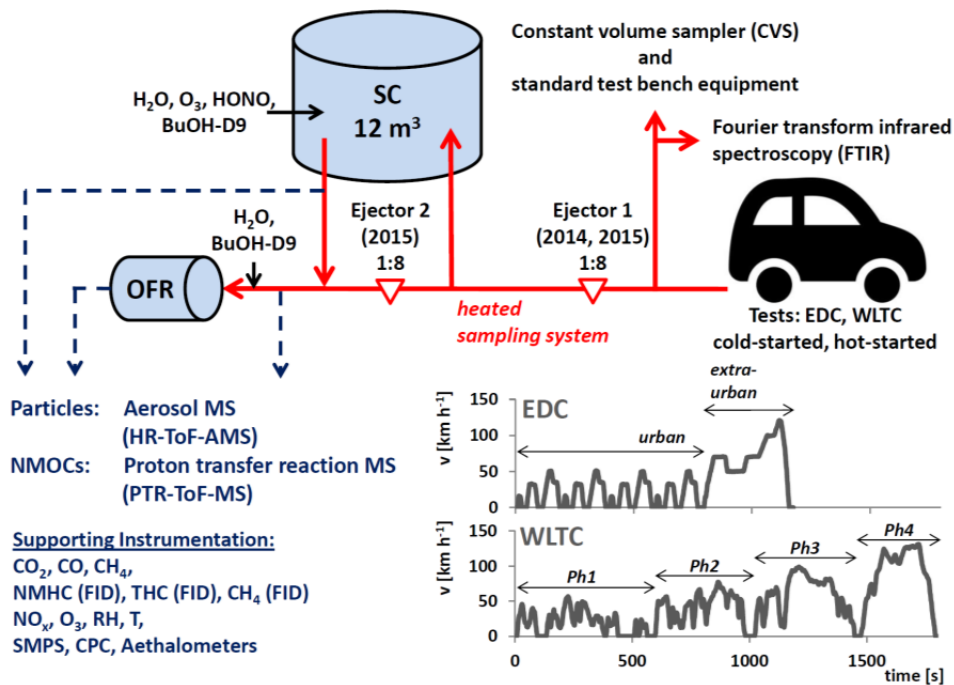 Constant volume sampler (CVS)
and
standard test bench equipment
H₂O, O₃, HONO,
BuOH-D9
SC
12 m³
Fourier transform infrared
spectroscopy (FTIR)
H₂O,
BuOH-D9
Ejector 2
(2015)
1:8
Ejector 1
(2014, 2015)
1:8
OFR
heated
sampling system
Tests: EDC, WLTC
cold-started, hot-started
Particles: Aerosol MS
(HR-ToF-AMS)
NMOCs: Proton transfer reaction MS
(PTR-ToF-MS)
Supporting Instrumentation:
CO₂, CO, CH₄,
NMHC (FID), THC (FID), CH₄ (FID)
NOₓ, O₃, RH, T,
SMPS, CPC, Aethalometers
extra-
urban
EDC
urban
v [km h⁻¹]
150
100
50
0
WLTC
Ph1
Ph2
Ph3
Ph4
v [km h⁻¹]
150
100
50
0
0 500 1000 1500
time [s]